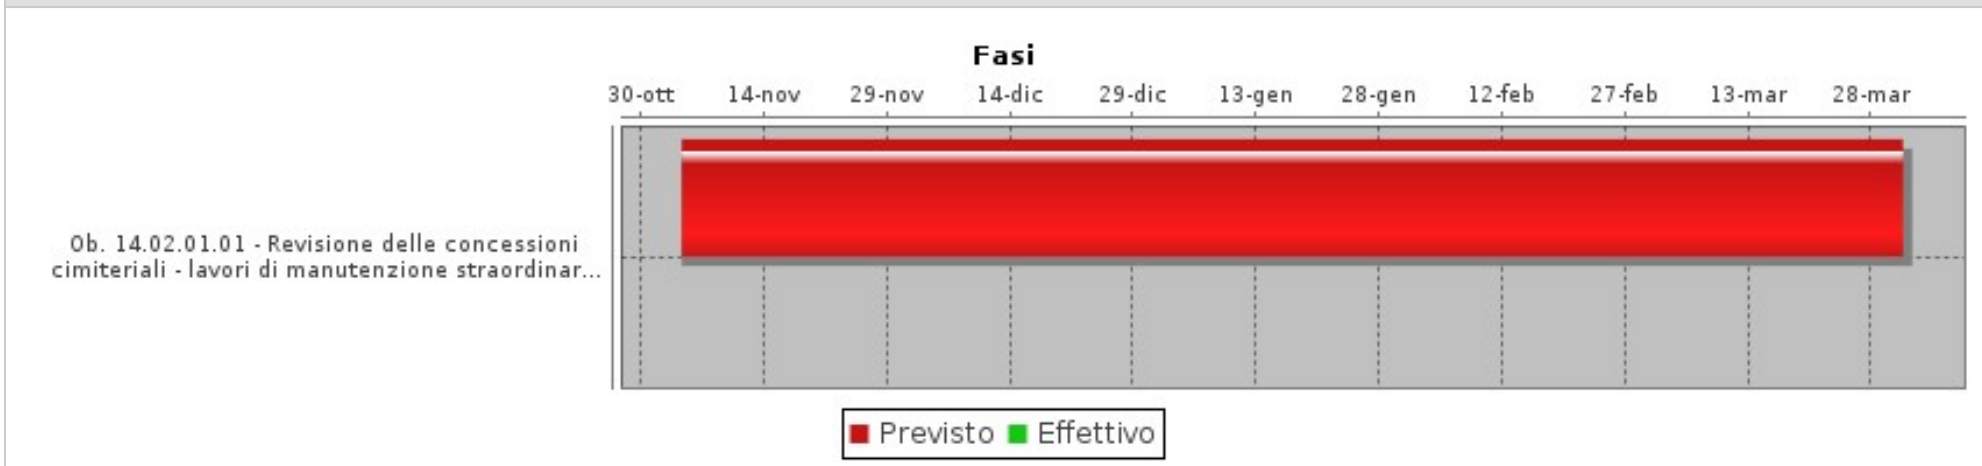 Fasi
30-ott 14-nov 29-nov 14-dic 29-dic 13-gen 28-gen 12-feb 27-feb 13-mar 28-mar
Ob. 14.02.01.01 - Revisione delle concessioni
cimiteriali - lavori di manutenzione straordinar...
Previsto Effettivo